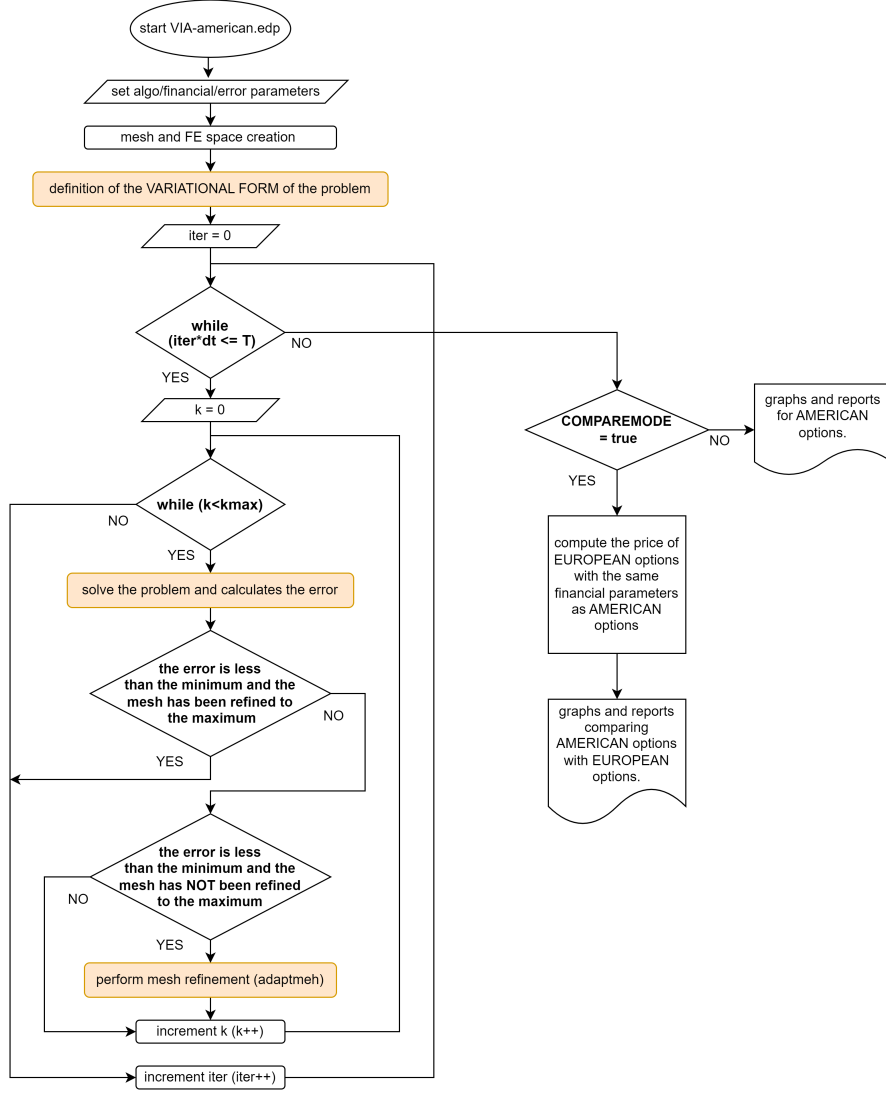 start VIA-american.edp
set algo/financial/error parameters
mesh and FE space creation
definition of the VARIATIONAL FORM of the problem
iter = 0
while
(iter*dt <= T)
NO
YES
k = 0
while (k<kmax)
NO
YES
solve the problem and calculates the error
the error is less
than the minimum and the
mesh has been refined to
the maximum
NO
YES
the error is less
than the minimum and the
mesh has NOT been refined
to the maximum
NO
YES
perform mesh refinement (adaptmeh)
increment k (k++)
increment iter (iter++)
COMPAREMODE
= true
NO
YES
graphs and reports
for AMERICAN
options.
compute the price of
EUROPEAN options
with the same
financial parameters
as AMERICAN
options
graphs and reports
comparing
AMERICAN options
with EUROPEAN
options.